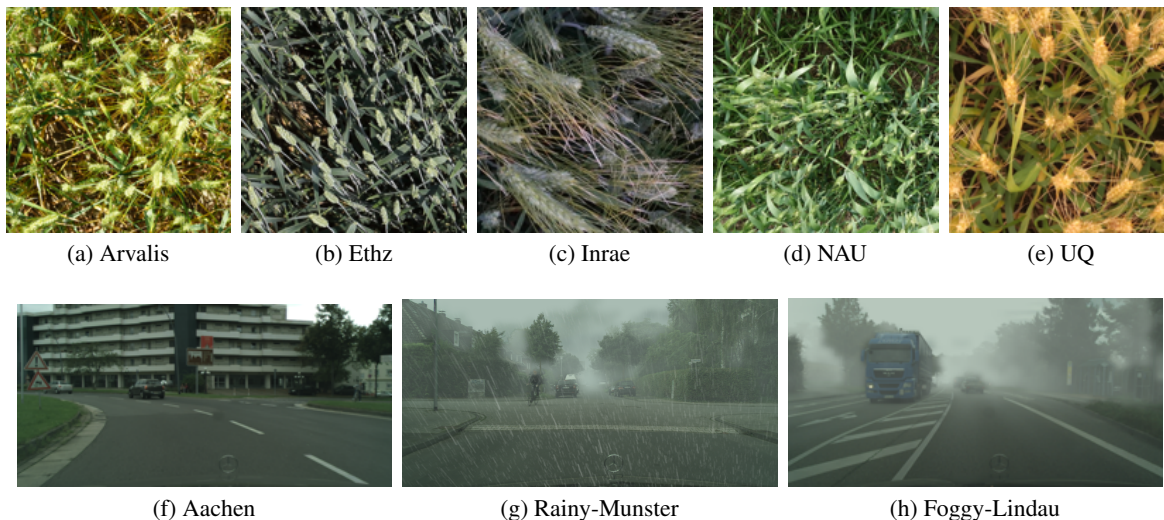 (a) Arvalis
(b) Ethz
(c) Inrae
(d) NAU
(e) UQ
(f) Aachen
(g) Rainy-Munster
(h) Foggy-Lindau